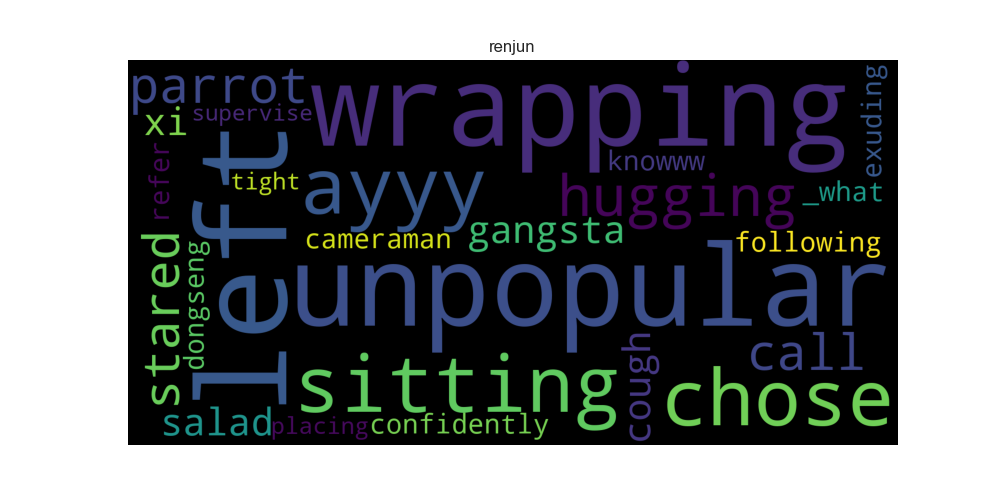 renjun
parrot
wrapping
exuding
supervise
xi
left
knowww
refer
tight
ayyy
hugging
_what
cameraman
gangsta
following
stared
dongseng
unpopular
sitting
cough
call
chose
salad
placing
confidently